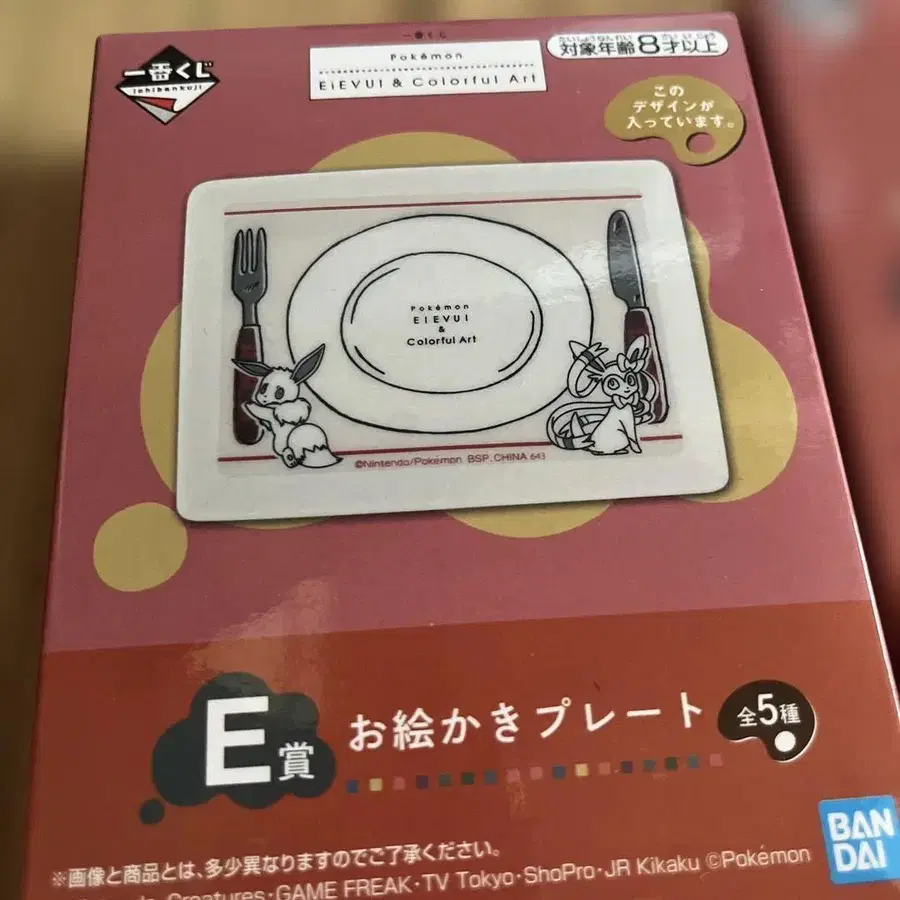 一番くじ
ichibankuji
一番くじ
Pokémon
EiEVUI & Colorful Art
たいしょうねんれい さいいじょう
対象年齢8才以上
この
デザインが
入っています。
Pokémon
EIEVUI
&
Colorful Art
©Nintendo/Pokémon BSP. CHINA 643
E賞
お絵かきプレート
全5種
※画像と商品とは、多少異なりますのでご了承ください。
Creatures・GAME FREAK・TV Tokyo・ShoPro・JR Kikaku ©Pokémon
BAN
DAI